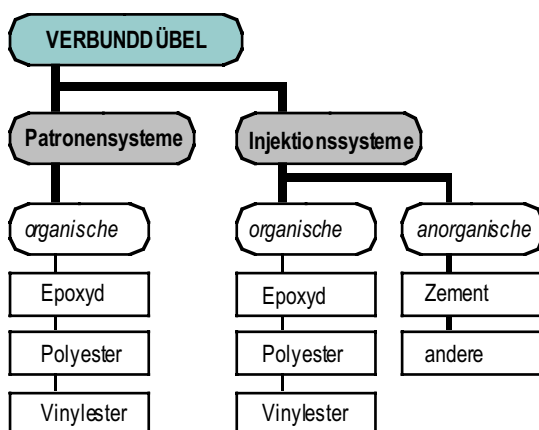 VERBUNDDÜBEL
Patronensysteme
Injektionssysteme
organische
organische
anorganische
Epoxyd
Epoxyd
Zement
Polyester
Polyester
andere
Vinylester
Vinylester